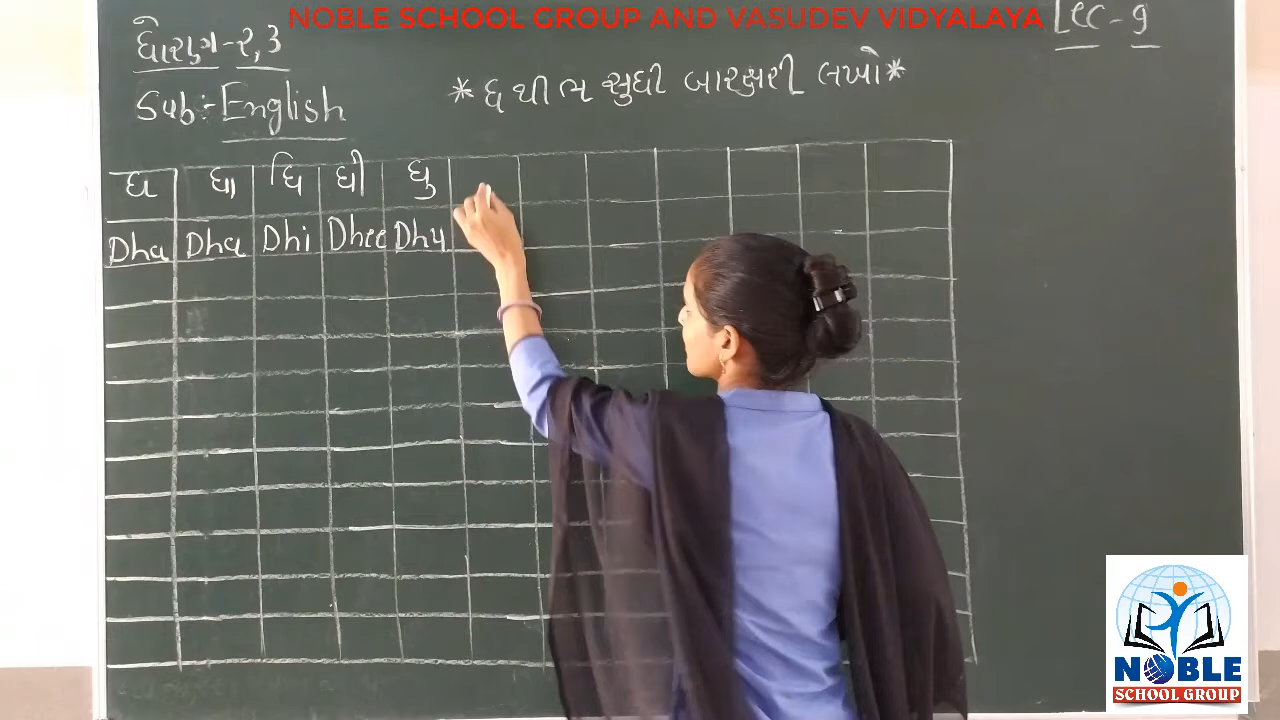 NOBLE SCHOOL GROUP AND VASUDEV VIDYALAYA
Lec - 9
ધોરણ-૨,૩
Sub:- English
*ધ થી ભ સુધી બારક્ષરી લખો*
ધ ધા ધિ ધી ધુ
Dha Dha Dhi Dhee Dhu
NOBLE
SCHOOL GROUP